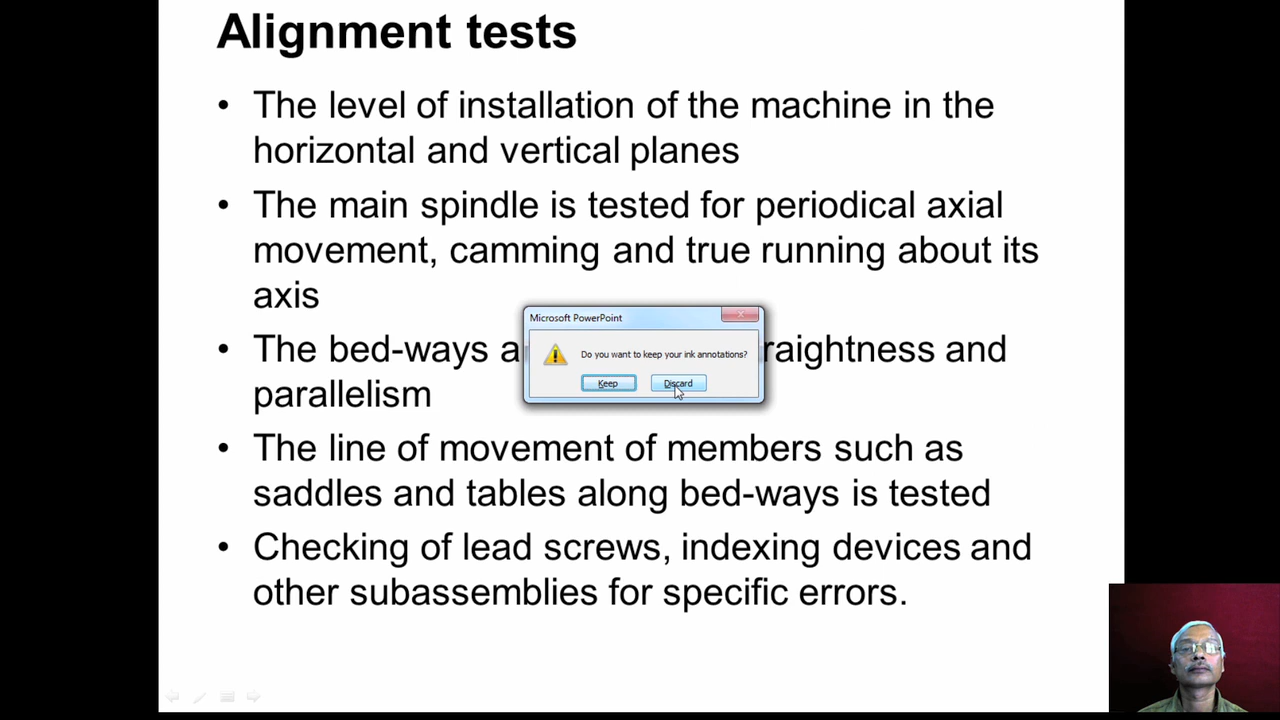 Alignment tests
• The level of installation of the machine in the
horizontal and vertical planes
• The main spindle is tested for periodical axial
movement, camming and true running about its
axis
• The bed-ways a raightness and
parallelism
Microsoft PowerPoint
Do you want to keep your ink annotations?
Keep Discard
• The line of movement of members such as
saddles and tables along bed-ways is tested
• Checking of lead screws, indexing devices and
other subassemblies for specific errors.